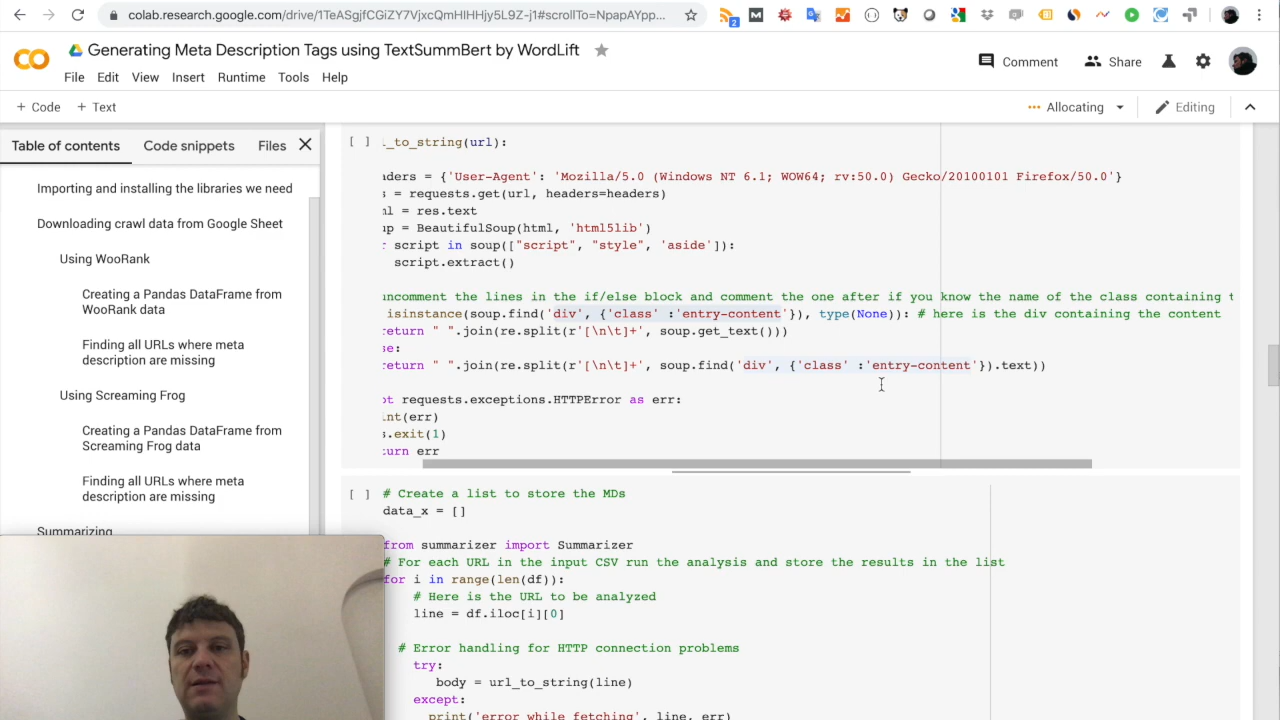 colab.research.google.com/drive/1TeASgjfCGiZY7VjxcQmHIHHjy5L9Z-j1#scrollTo=NpapAYpp...
2
Generating Meta Description Tags using TextSummBert by WordLift
File Edit View Insert Runtime Tools Help
Comment
Share
+ Code + Text
Allocating
Editing
Table of contents
Code snippets
Files
Importing and installing the libraries we need
Downloading crawl data from Google Sheet
Using WooRank
Creating a Pandas DataFrame from
WooRank data
Finding all URLs where meta
description are missing
Using Screaming Frog
Creating a Pandas DataFrame from
Screaming Frog data
Finding all URLs where meta
description are missing
Summarizing
[ ] l_to_string(url):
aders = {'User-Agent': 'Mozilla/5.0 (Windows NT 6.1; WOW64; rv:50.0) Gecko/20100101 Firefox/50.0'}
s = requests.get(url, headers=headers)
ml = res.text
up = BeautifulSoup(html, 'html5lib')
r script in soup(["script", "style", 'aside']):
script.extract()
uncomment the lines in the if/else block and comment the one after if you know the name of the class containing t
isinstance(soup.find('div', {'class' :'entry-content'}), type(None)): # here is the div containing the content
return " ".join(re.split(r'[\n\t]+', soup.get_text()))
se:
return " ".join(re.split(r'[\n\t]+', soup.find('div', {'class' :'entry-content'}).text))
pt requests.exceptions.HTTPError as err:
int(err)
s.exit(1)
turn err
[ ] # Create a list to store the MDs
data_x = []
from summarizer import Summarizer
# For each URL in the input CSV run the analysis and store the results in the list
for i in range(len(df)):
# Here is the URL to be analyzed
line = df.iloc[i][0]
# Error handling for HTTP connection problems
try:
body = url_to_string(line)
except:
print('error while fetching', line, err)